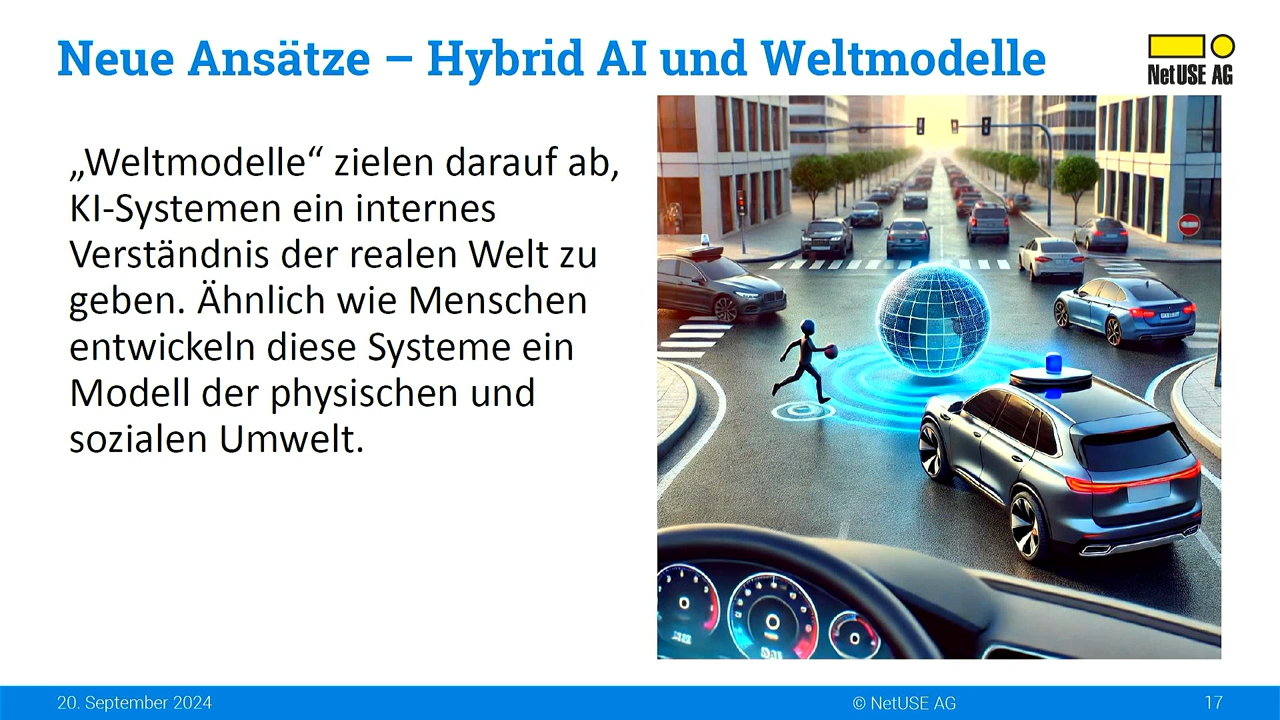 Neue Ansätze – Hybrid AI und Weltmodelle
NetUSE AG
„Weltmodelle“ zielen darauf ab,
KI-Systemen ein internes
Verständnis der realen Welt zu
geben. Ähnlich wie Menschen
entwickeln diese Systeme ein
Modell der physischen und
sozialen Umwelt.
20. September 2024
© NetUSE AG
17